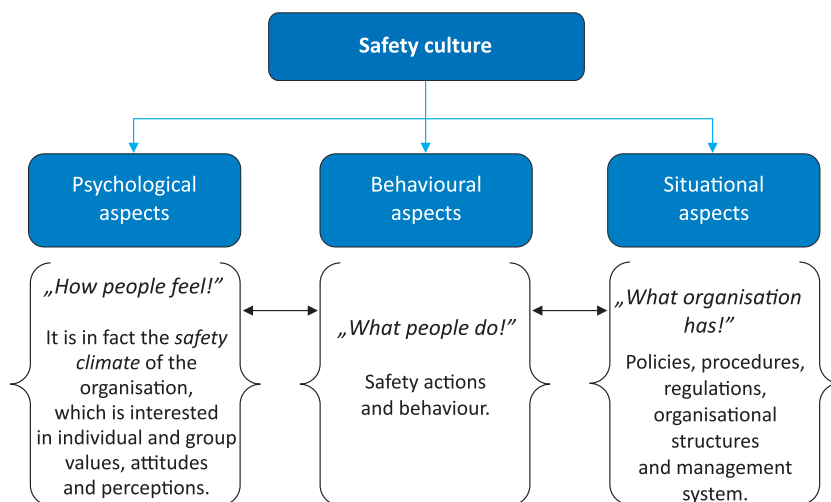 Safety culture
Psychological
aspects
Behavioural
aspects
Situational
aspects
„How people feel!”
It is in fact the safety
climate of the
organisation,
which is interested
in individual and group
values, attitudes
and perceptions.
„What people do!”
Safety actions
and behaviour.
„What organisation
has!”
Policies, procedures,
regulations,
organisational
structures
and management
system.